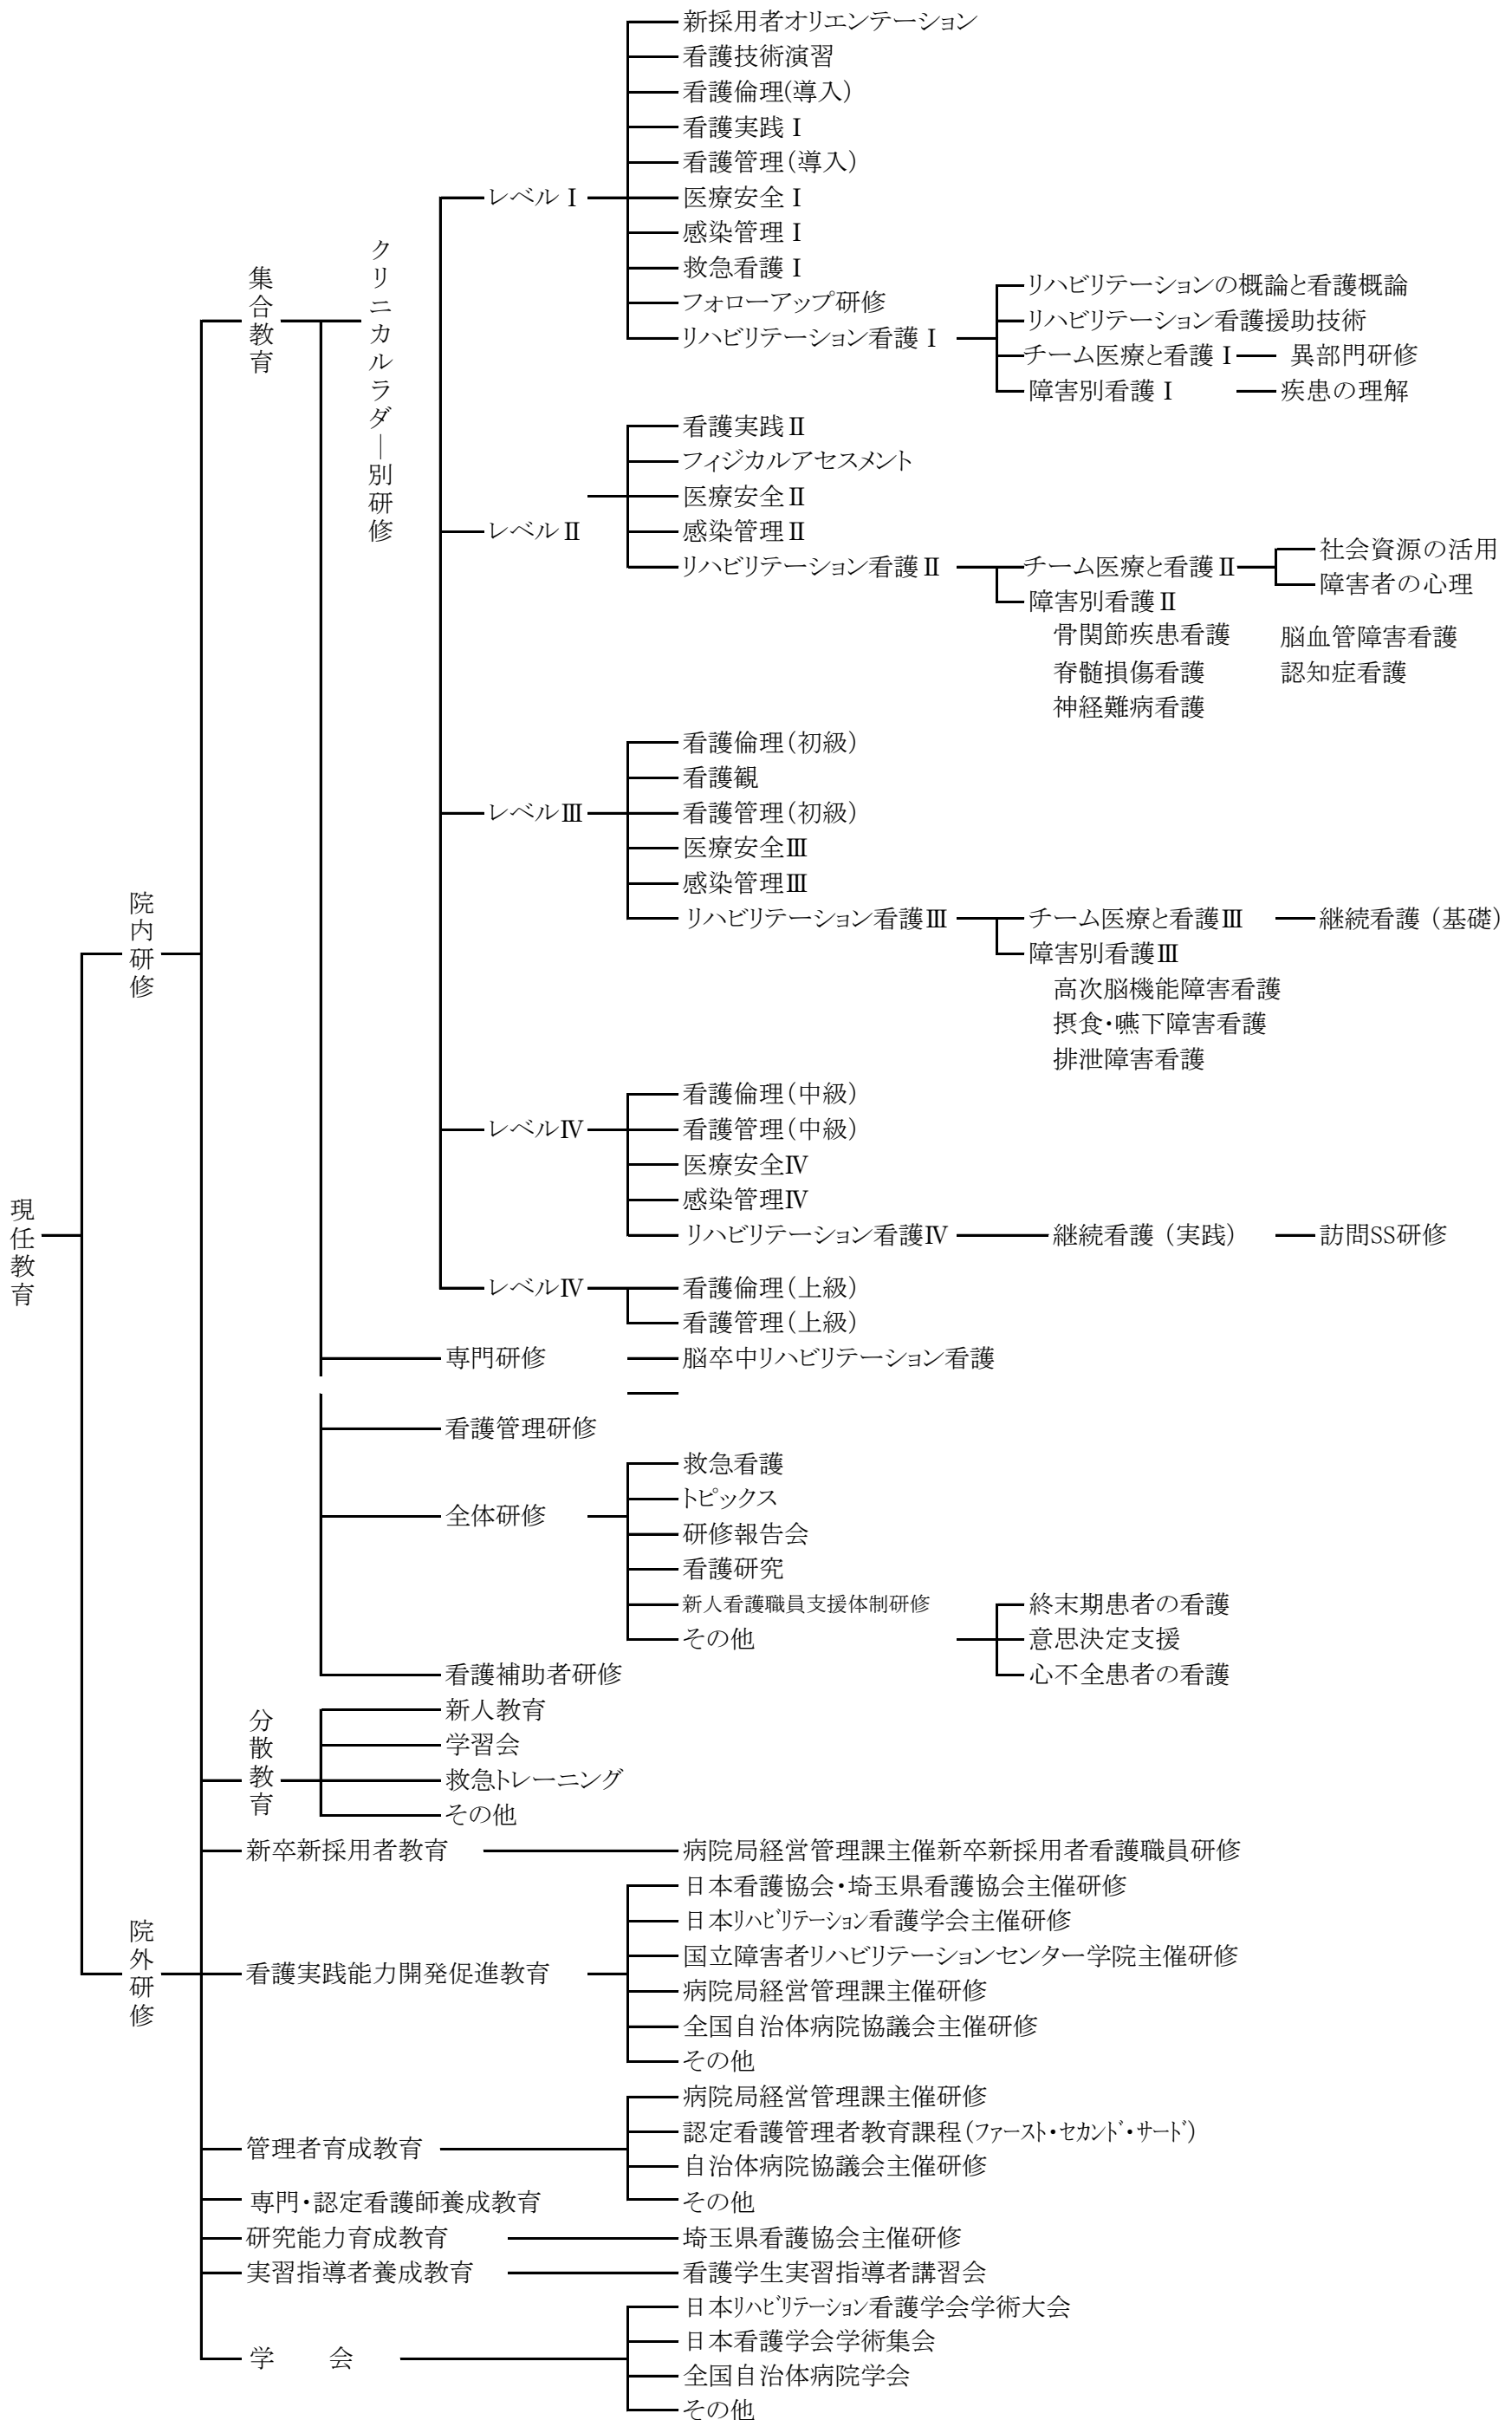 現任教育
院内研修
集合教育
クリニカルラダー別研修
レベルⅠ
新採用者オリエンテーション
看護技術演習
看護倫理(導入)
看護実践Ⅰ
看護管理(導入)
医療安全Ⅰ
感染管理Ⅰ
救急看護Ⅰ
フォローアップ研修
リハビリテーション看護Ⅰ
リハビリテーションの概論と看護概論
リハビリテーション看護援助技術
チーム医療と看護Ⅰ 異部門研修
障害別看護Ⅰ 疾患の理解
レベルⅡ
看護実践Ⅱ
フィジカルアセスメント
医療安全Ⅱ
感染管理Ⅱ
リハビリテーション看護Ⅱ
チーム医療と看護Ⅱ
社会資源の活用
障害者の心理
障害別看護Ⅱ
骨関節疾患看護 脳血管障害看護
脊髄損傷看護 認知症看護
神経難病看護
レベルⅢ
看護倫理(初級)
看護観
看護管理(初級)
医療安全Ⅲ
感染管理Ⅲ
リハビリテーション看護Ⅲ
チーム医療と看護Ⅲ 継続看護(基礎)
障害別看護Ⅲ
高次脳機能障害看護
摂食・嚥下障害看護
排泄障害看護
レベルⅣ
看護倫理(中級)
看護管理(中級)
医療安全Ⅳ
感染管理Ⅳ
リハビリテーション看護Ⅳ 継続看護(実践) 訪問SS研修
レベルⅣ
看護倫理(上級)
看護管理(上級)
専門研修 脳卒中リハビリテーション看護
看護管理研修
全体研修
救急看護
トピックス
研修報告会
看護研究
新人看護職員支援体制研修
その他
終末期患者の看護
意思決定支援
心不全患者の看護
看護補助者研修
分散教育
新人教育
学習会
救急トレーニング
その他
院外研修
新卒新採用者教育 病院局経営管理課主催新卒新採用者看護職員研修
看護実践能力開発促進教育
日本看護協会・埼玉県看護協会主催研修
日本リハビリテーション看護学会主催研修
国立障害者リハビリテーションセンター学院主催研修
病院局経営管理課主催研修
全国自治体病院協議会主催研修
その他
管理者育成教育
病院局経営管理課主催研修
認定看護管理者教育課程(ファースト・セカンド・サード)
自治体病院協議会主催研修
その他
専門・認定看護師養成教育
研究能力育成教育 埼玉県看護協会主催研修
実習指導者養成教育 看護学生実習指導者講習会
学 会
日本リハビリテーション看護学会学術大会
日本看護学会学術集会
全国自治体病院学会
その他